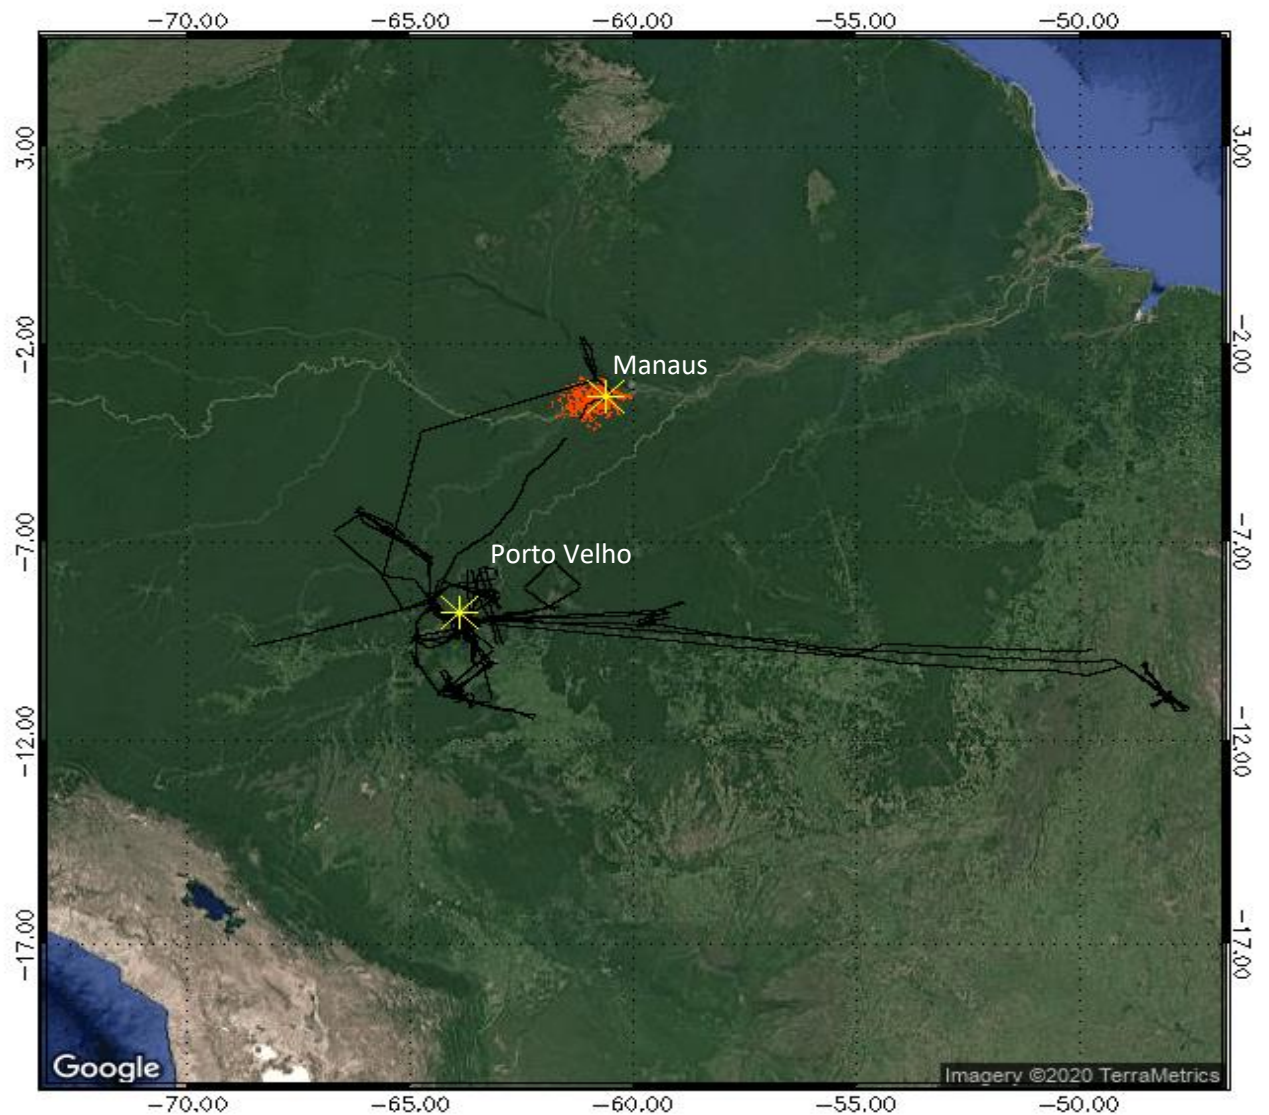 −70.00 −65.00 −60.00 −55.00 −50.00
3.00 3.00
−2.00 −2.00
Manaus
−7.00 −7.00
Porto Velho
−12.00 −12.00
−17.00 −17.00
Google
Imagery ©2020 TerraMetrics
−70.00 −65.00 −60.00 −55.00 −50.00